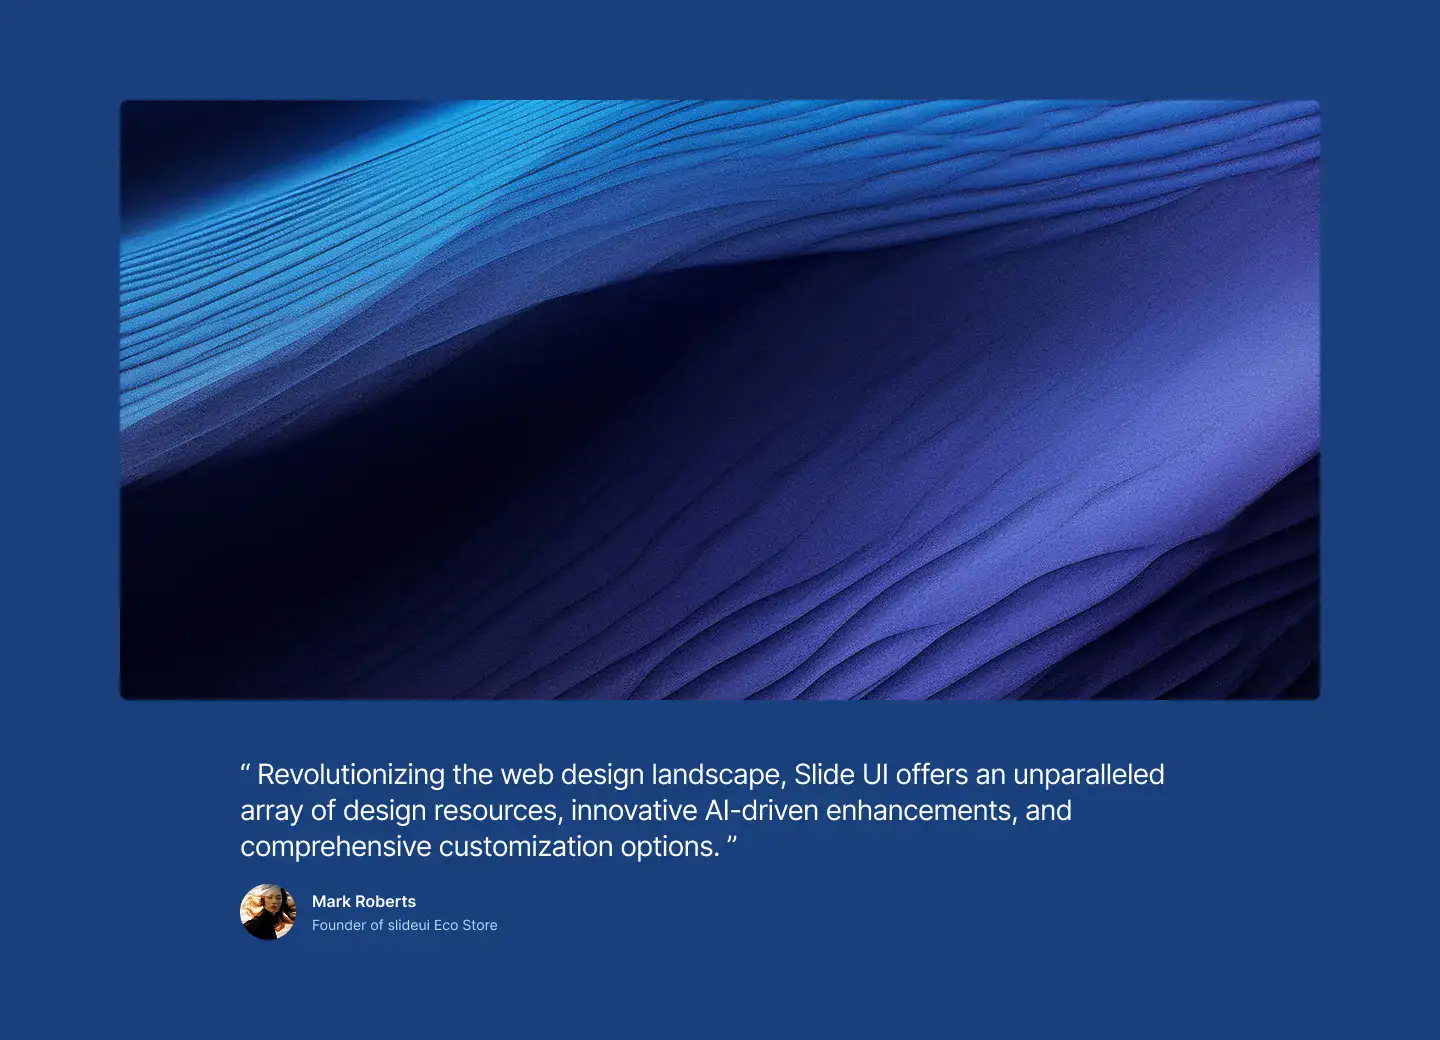 “ Revolutionizing the web design landscape, Slide UI offers an unparalleled
array of design resources, innovative AI-driven enhancements, and
comprehensive customization options. ”
Mark Roberts
Founder of slideui Eco Store